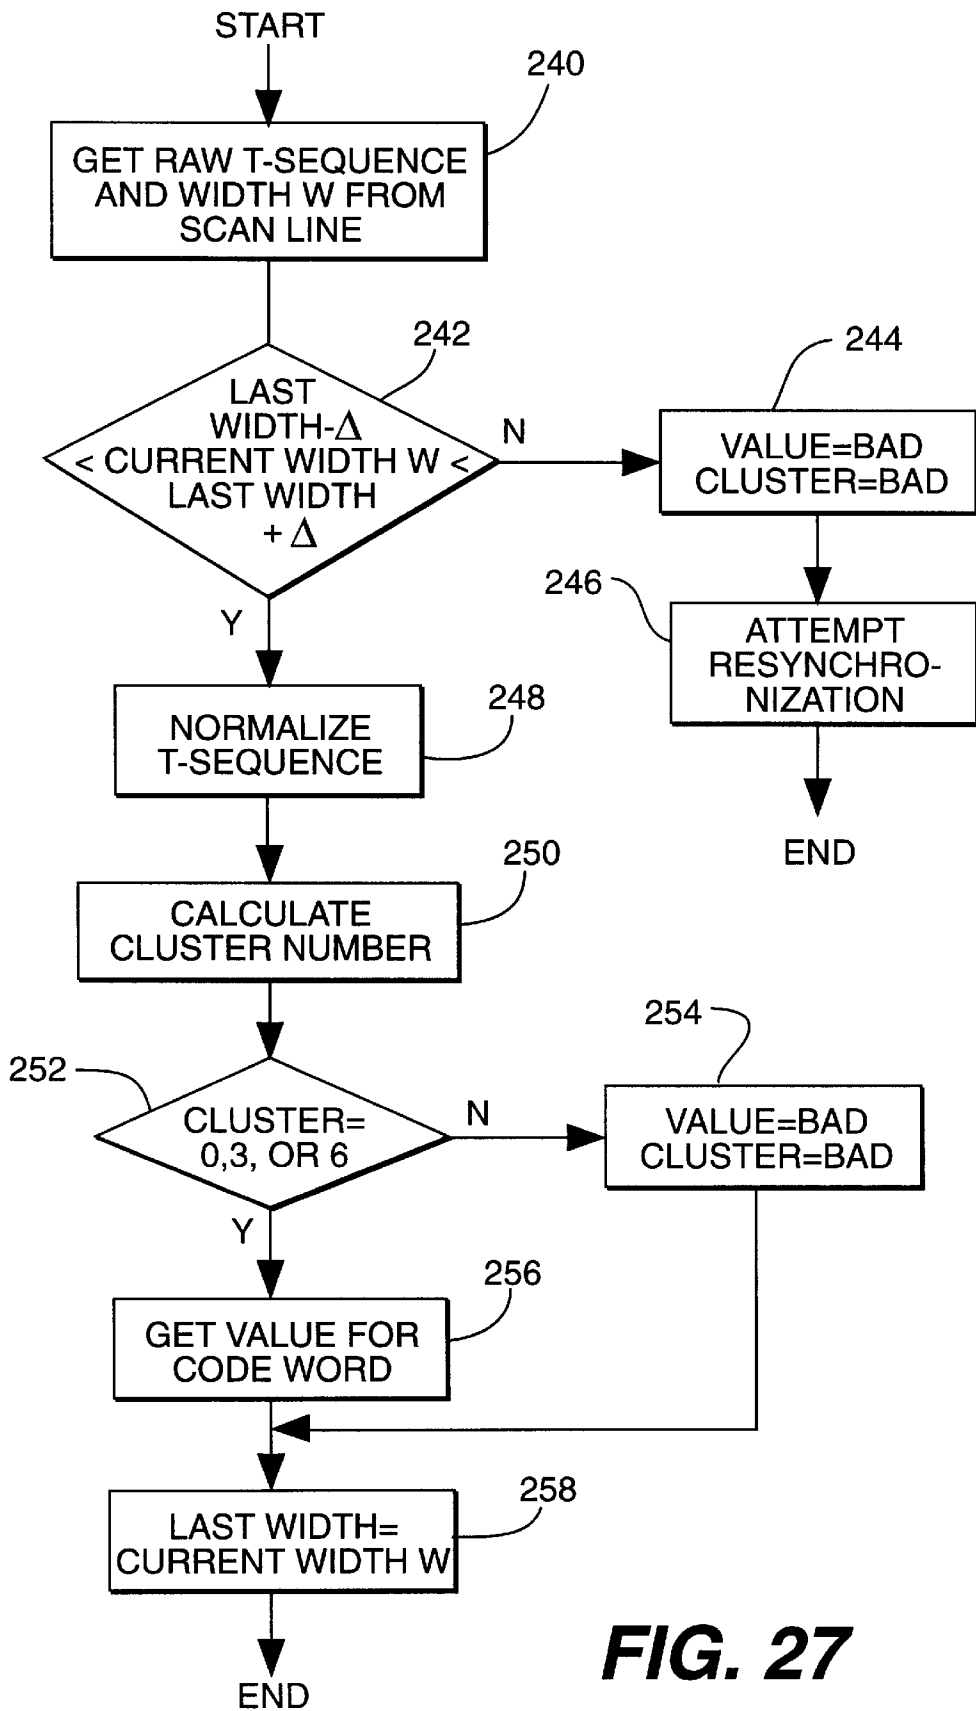 START
240
GET RAW T-SEQUENCE
AND WIDTH W FROM
SCAN LINE
242
LAST
WIDTH-Δ
< CURRENT WIDTH W <
LAST WIDTH
+ Δ
N
Y
244
VALUE=BAD
CLUSTER=BAD
246
ATTEMPT
RESYNCHRO-
NIZATION
END
248
NORMALIZE
T-SEQUENCE
250
CALCULATE
CLUSTER NUMBER
252
CLUSTER=
0,3, OR 6
N
Y
254
VALUE=BAD
CLUSTER=BAD
256
GET VALUE FOR
CODE WORD
258
LAST WIDTH=
CURRENT WIDTH W
END
FIG. 27